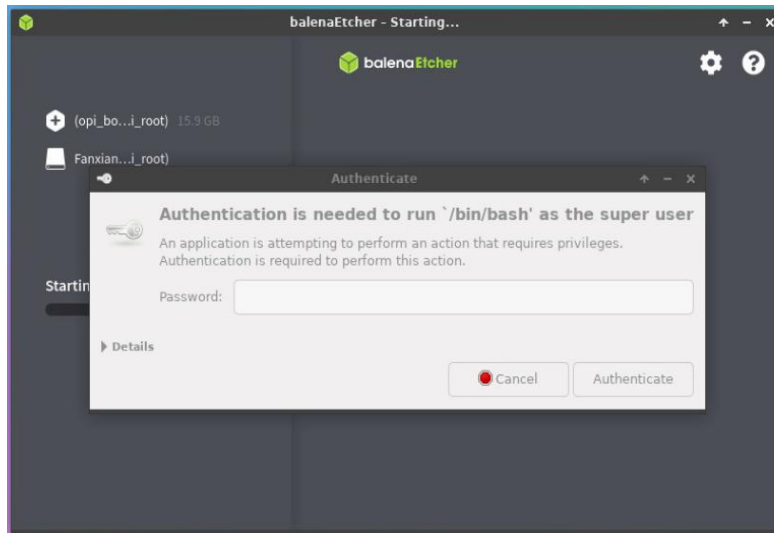 balenaEtcher - Starting...
balenaEtcher
(opi_bo...i_root) 15.9 GB
Fanxian...i_root)
Authenticate
Authentication is needed to run `/bin/bash' as the super user
An application is attempting to perform an action that requires privileges.
Authentication is required to perform this action.
Startin
Password:
Details
Cancel
Authenticate